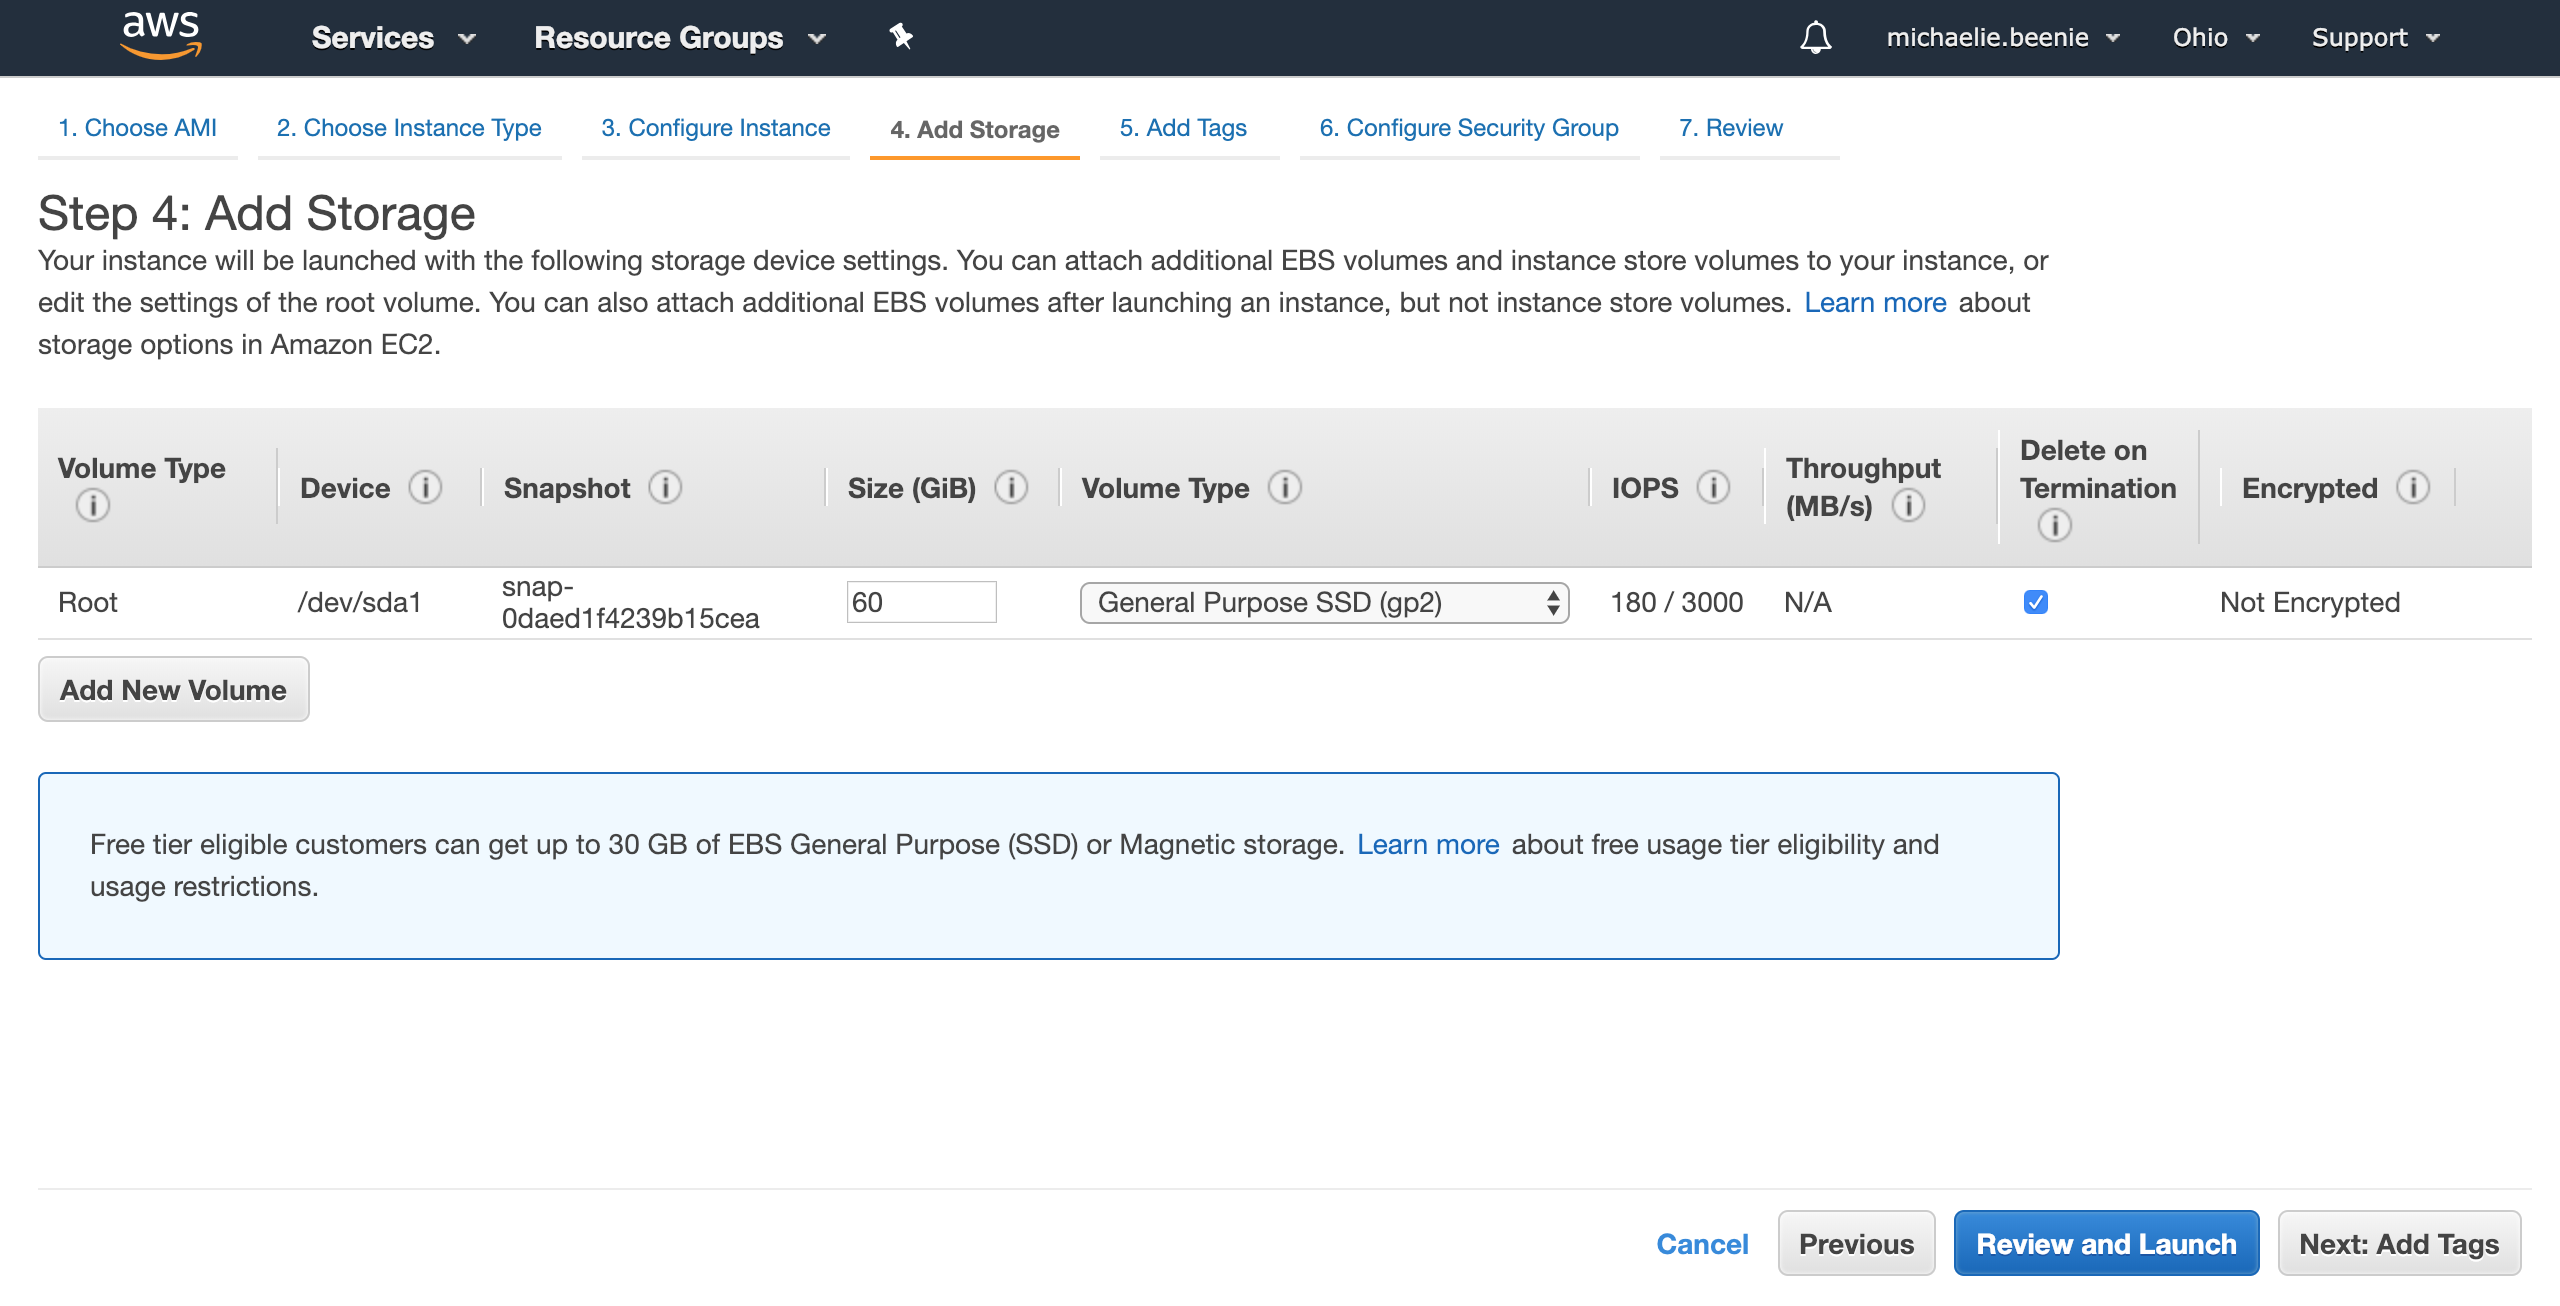 aws Services Resource Groups michaelie.beenie Ohio Support
1. Choose AMI 2. Choose Instance Type 3. Configure Instance 4. Add Storage 5. Add Tags 6. Configure Security Group 7. Review
Step 4: Add Storage
Your instance will be launched with the following storage device settings. You can attach additional EBS volumes and instance store volumes to your instance, or
edit the settings of the root volume. You can also attach additional EBS volumes after launching an instance, but not instance store volumes. Learn more about
storage options in Amazon EC2.
Volume Type i Device i Snapshot i Size (GiB) i Volume Type i IOPS i Throughput (MB/s) i Delete on Termination i Encrypted i
Root /dev/sda1 snap-0daed1f4239b15cea 60 General Purpose SSD (gp2) 180 / 3000 N/A Not Encrypted
Add New Volume
Free tier eligible customers can get up to 30 GB of EBS General Purpose (SSD) or Magnetic storage. Learn more about free usage tier eligibility and
usage restrictions.
Cancel Previous Review and Launch Next: Add Tags